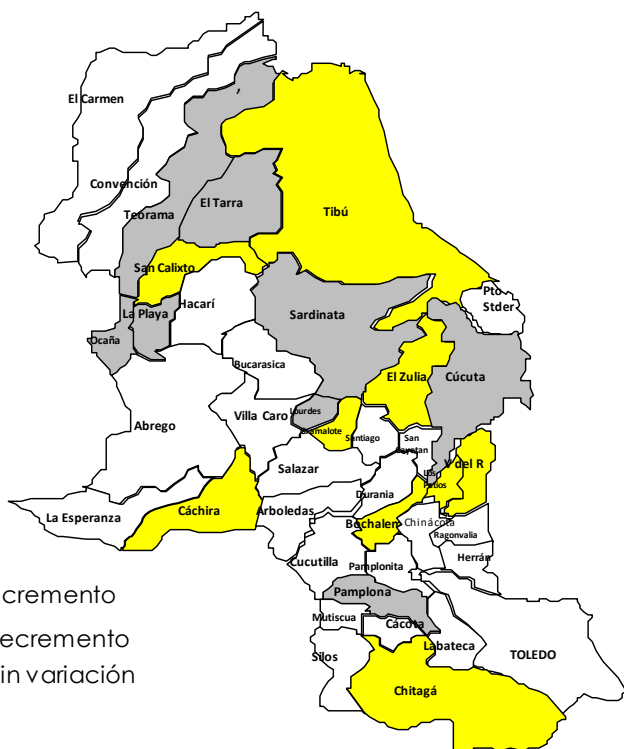 El Carmen
,
Convención
Teorama
El Tarra
Tibú
San Calixto
Pto
Stder
La Playa
Hacarí
Sardinata
Ocaña
Bucarasica
El Zulia
Cúcuta
Abrego
Villa Caro
Lourdes
Gramalote
Santiago
San
Cayetan
Salazar
V del R
Los
Patios
Durania
La Esperanza
Cáchira
Arboledas
Bochalen
Chinácota
Ragonvalia
Cucutilla
Pamplonita
Herrán
Pamplona
cremento
Mutiscua
Cácota
ecremento
Silos
Labateca
TOLEDO
in variación
Chitagá